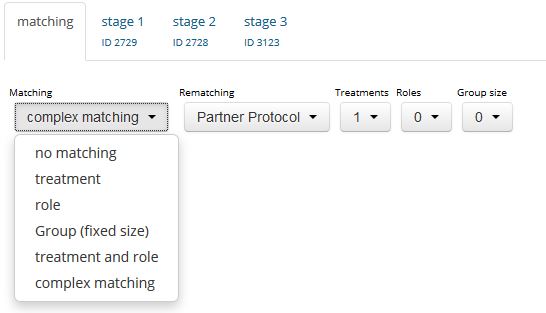 matching stage 1 stage 2 stage 3
ID 2729 ID 2728 ID 3123
Matching Rematching Treatments Roles Group size
complex matching Partner Protocol 1 0 0
no matching
treatment
role
Group (fixed size)
treatment and role
complex matching